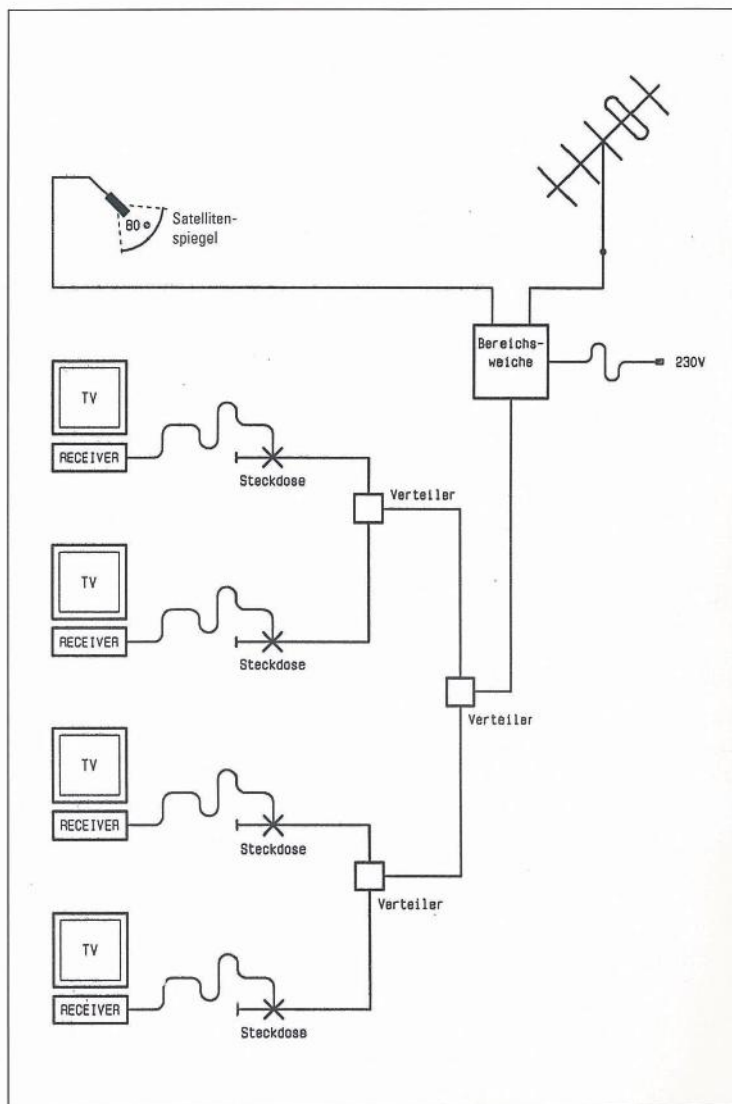 80 ø
Satelliten-
spiegel
Bereichs-
weiche
230V
TV
RECEIVER
Steckdose
Verteiler
TV
RECEIVER
Steckdose
Verteiler
TV
RECEIVER
Steckdose
Verteiler
TV
RECEIVER
Steckdose